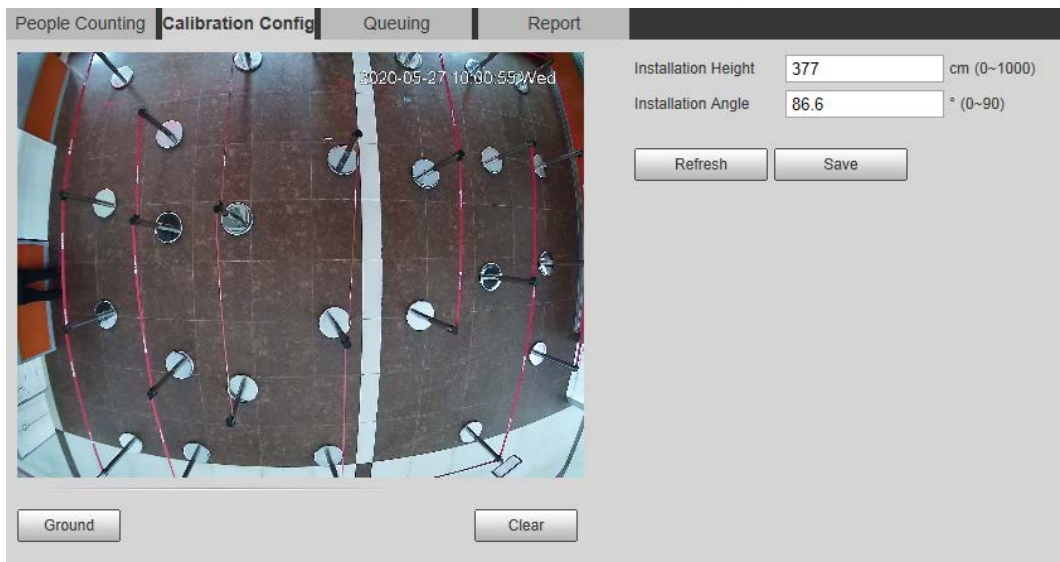 People Counting Calibration Config Queuing Report
2020-05-27 10:00:55 Wed
Installation Height 377 cm (0~1000)
Installation Angle 86.6 ° (0~90)
Refresh Save
Ground Clear